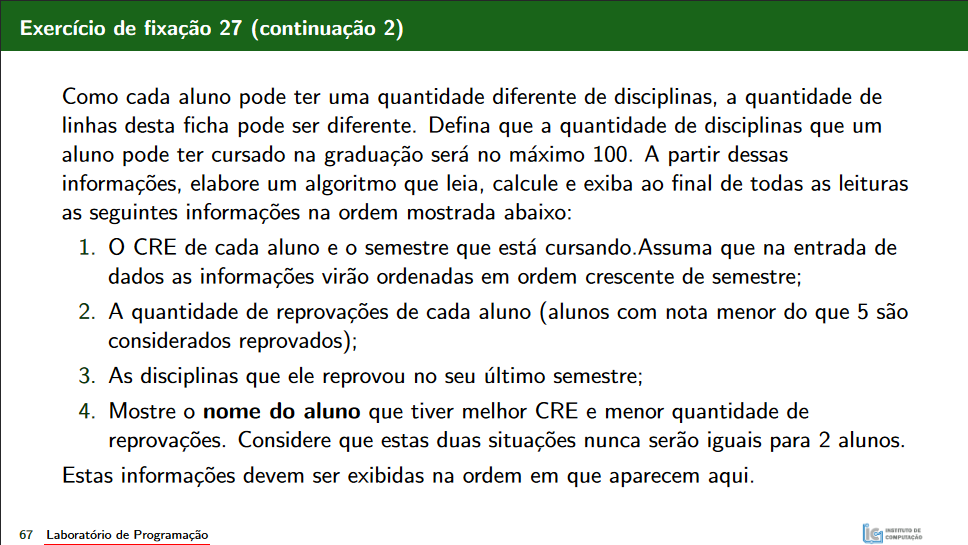 Exercício de fixação 27 (continuação 2)
Como cada aluno pode ter uma quantidade diferente de disciplinas, a quantidade de
linhas desta ficha pode ser diferente. Defina que a quantidade de disciplinas que um
aluno pode ter cursado na graduação será no máximo 100. A partir dessas
informações, elabore um algoritmo que leia, calcule e exiba ao final de todas as leituras
as seguintes informações na ordem mostrada abaixo:
1. O CRE de cada aluno e o semestre que está cursando.Assuma que na entrada de
dados as informações virão ordenadas em ordem crescente de semestre;
2. A quantidade de reprovações de cada aluno (alunos com nota menor do que 5 são
considerados reprovados);
3. As disciplinas que ele reprovou no seu último semestre;
4. Mostre o nome do aluno que tiver melhor CRE e menor quantidade de
reprovações. Considere que estas duas situações nunca serão iguais para 2 alunos.
Estas informações devem ser exibidas na ordem em que aparecem aqui.
67 Laboratório de Programação
INSTITUTO DE
COMPUTAÇÃO